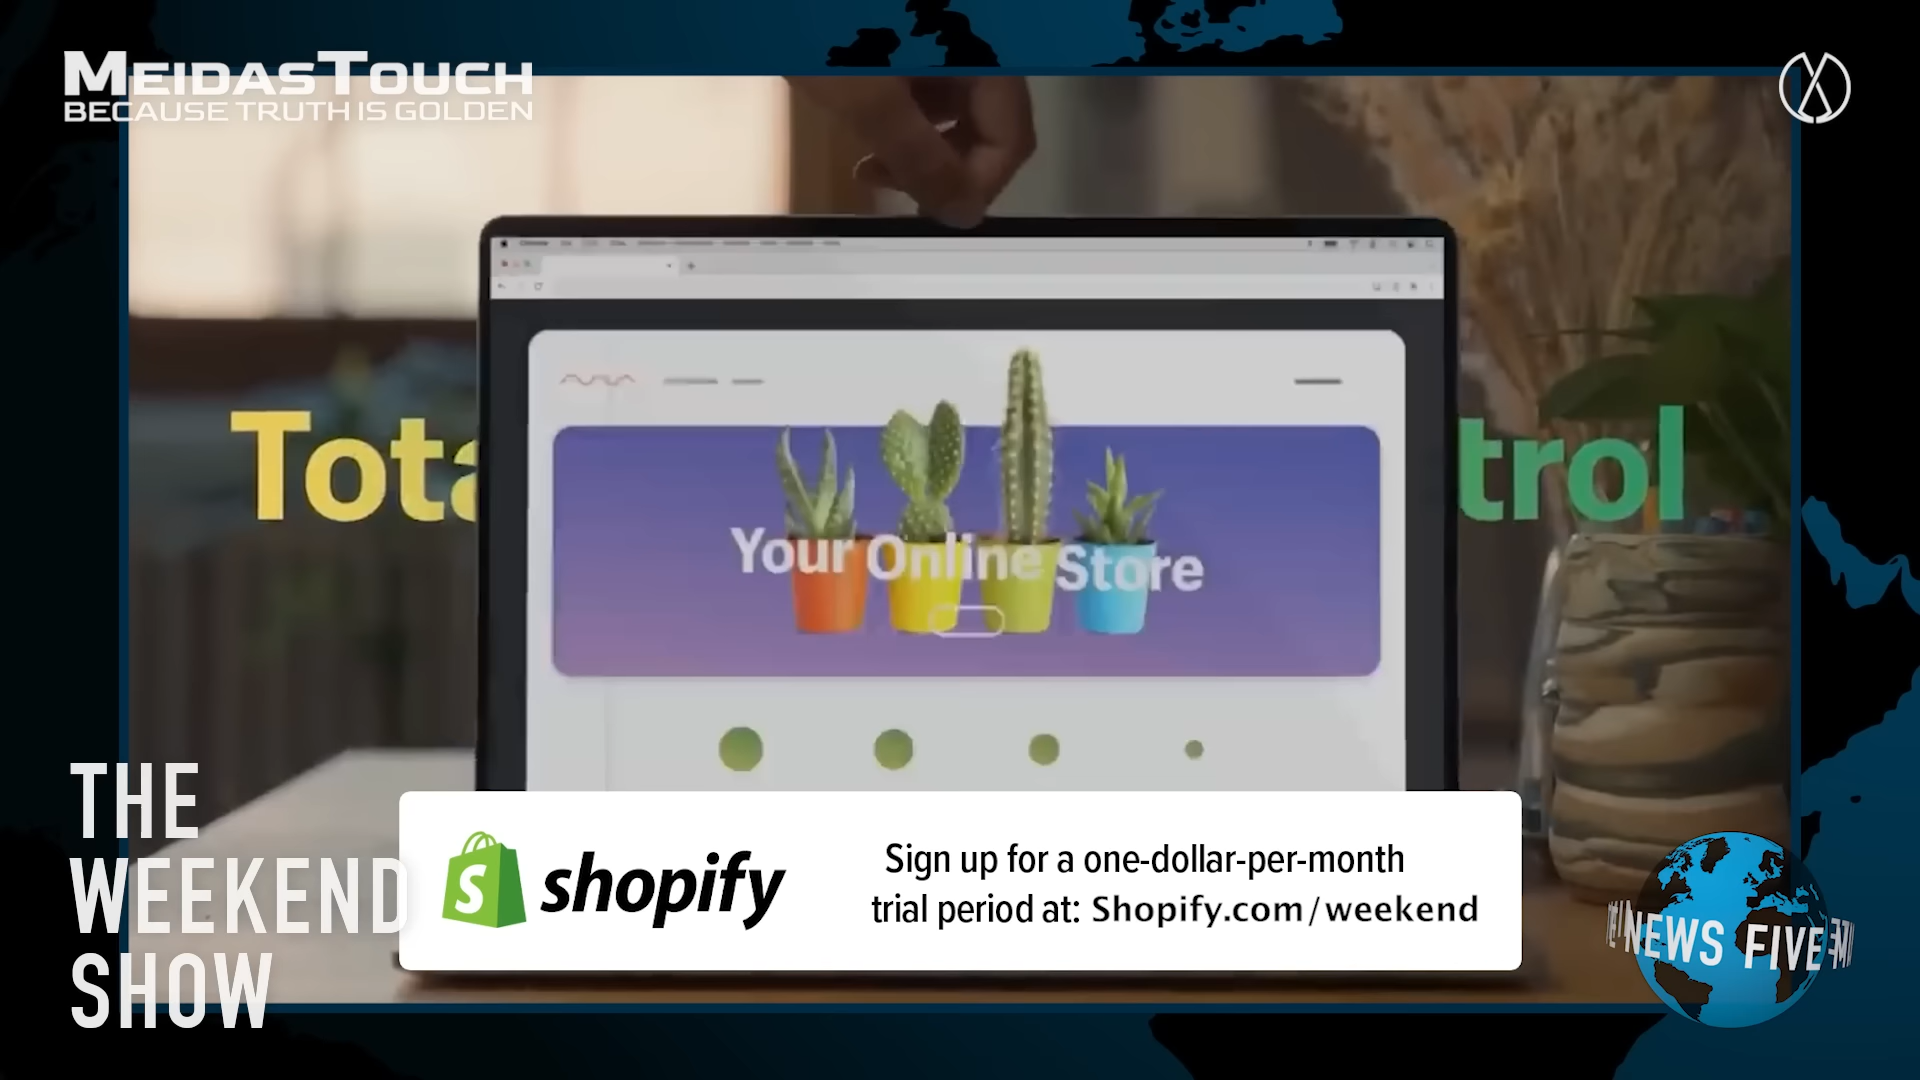 MEIDASTOUCH
BECAUSE TRUTH IS GOLDEN
Tota
trol
Your Online Store
THE
WEEKEND
SHOW
shopify
Sign up for a one-dollar-per-month
trial period at: Shopify.com/weekend
NEWS FIVE